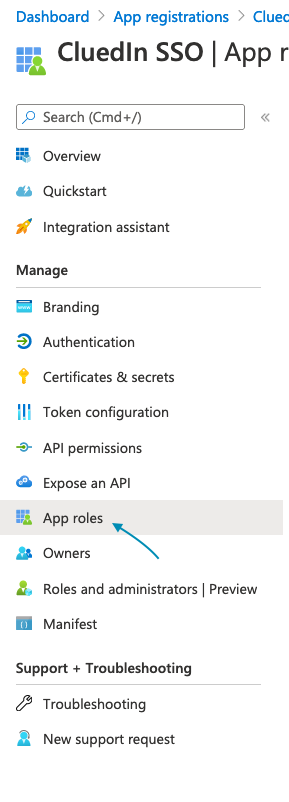 Dashboard > App registrations > Clued
CluedIn SSO | App r
Search (Cmd+/) «
Overview
Quickstart
Integration assistant
Manage
Branding
Authentication
Certificates & secrets
Token configuration
API permissions
Expose an API
App roles
Owners
Roles and administrators | Preview
Manifest
Support + Troubleshooting
Troubleshooting
New support request